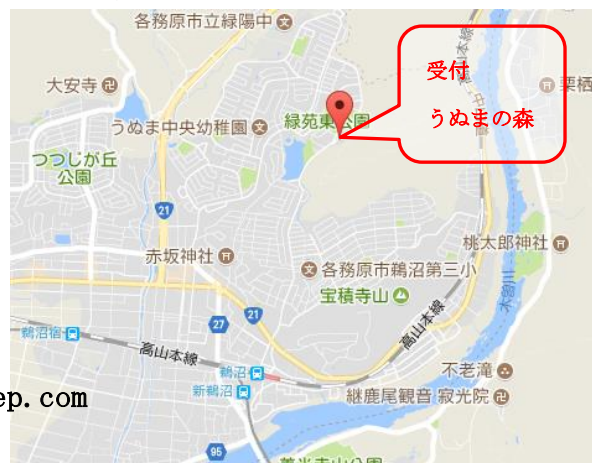 各務原市立緑陽中
大安寺
高山本線
受付
うぬまの森
栗栖
うぬま中央幼稚園
緑苑東公園
つつじが丘
公園
21
赤坂神社
桃太郎神社
各務原市鵜沼第三小
宝積寺山
木曽川
27
21
鵜沼宿
高山本線
高山本線
鵜沼
新鵜沼
不老滝
ep.com
継鹿尾観音 寂光院
95